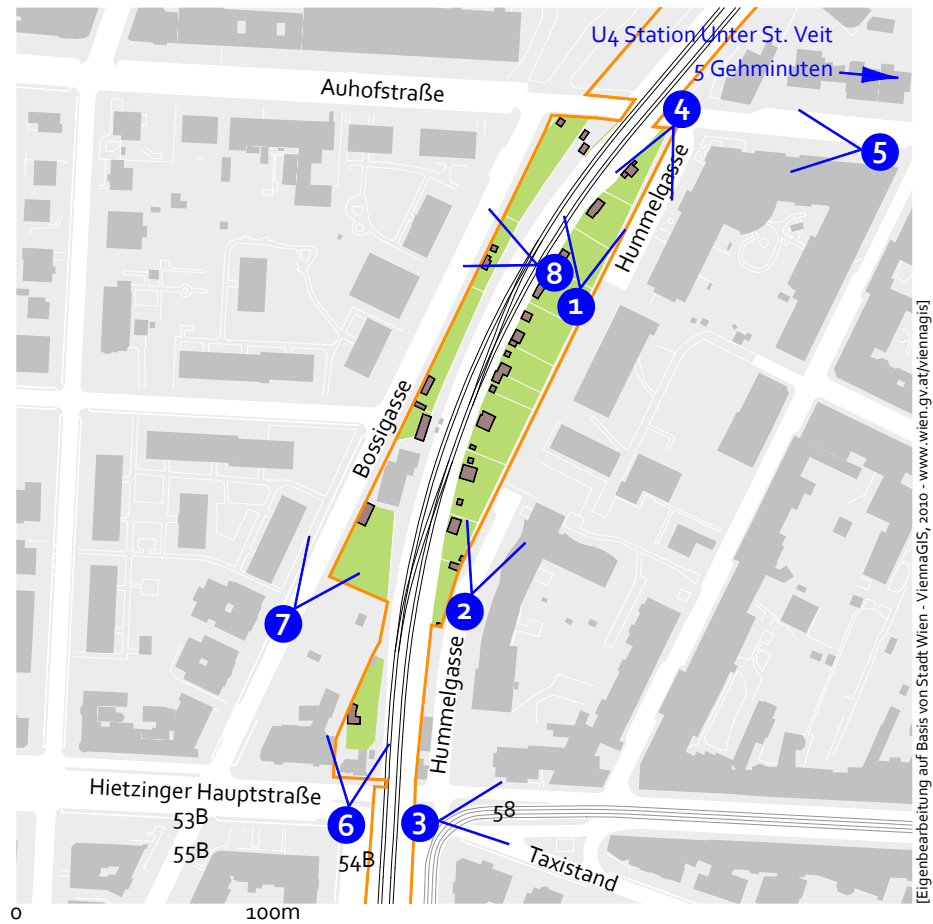 U4 Station Unter St. Veit
5 Gehminuten
Auhofstraße
4
5
Hummelgasse
8
1
Bossigasse
7
2
Hummelgasse
Hietzinger Hauptstraße
53B
55B
54B
6
3
58
Taxistand
0 100m
[Eigenbearbeitung auf Basis von Stadt Wien - ViennaGIS, 2010 - www.wien.gv.at/viennagis]